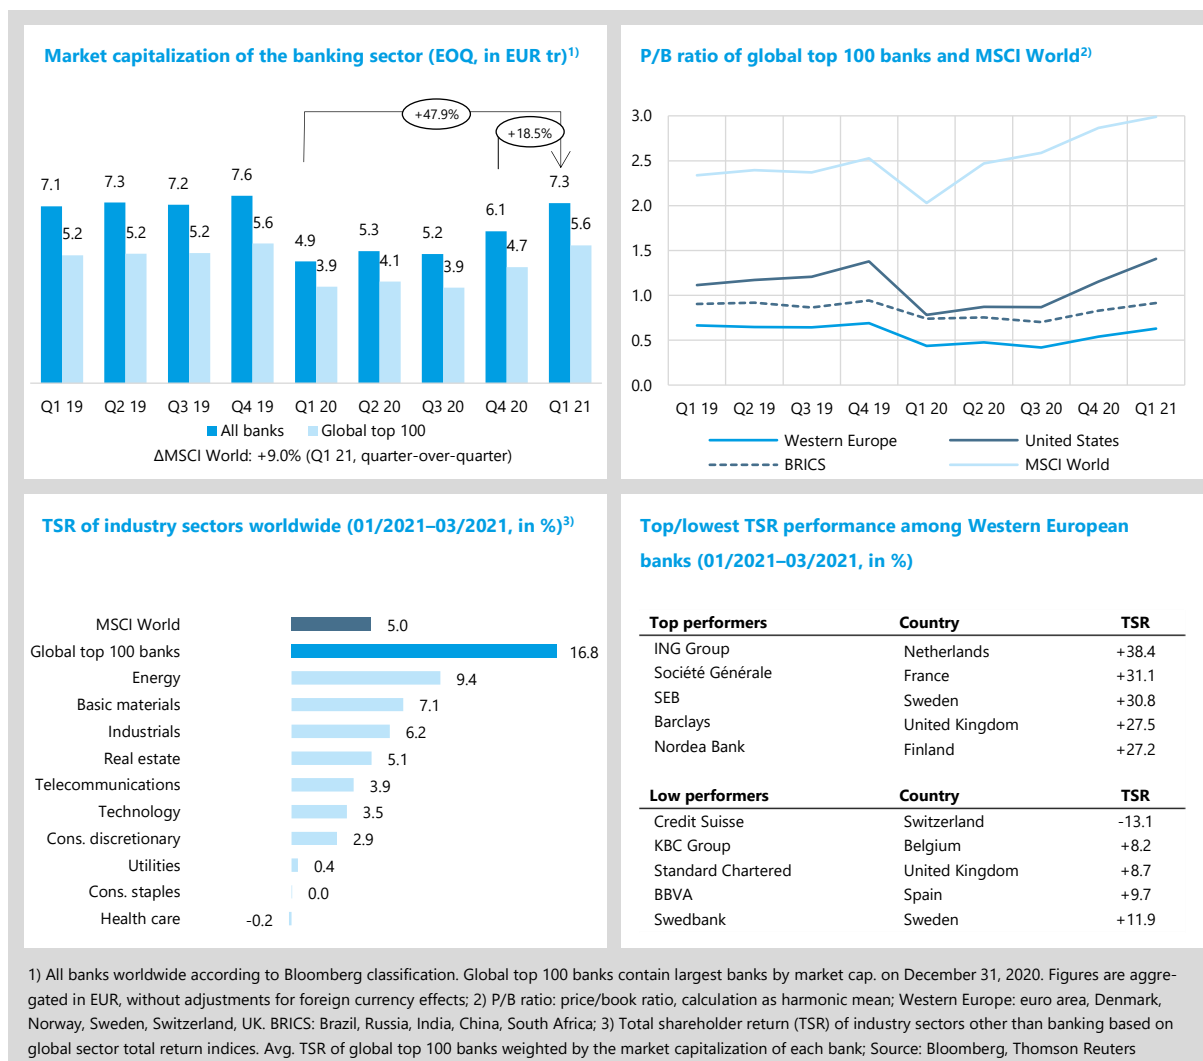 Market capitalization of the banking sector (EOQ, in EUR tr)1)
+47.9%
+18.5%
7.1 7.3 7.2 7.6 4.9 5.3 5.2 6.1 7.3
5.2 5.2 5.2 5.6 3.9 4.1 3.9 4.7 5.6
Q1 19 Q2 19 Q3 19 Q4 19 Q1 20 Q2 20 Q3 20 Q4 20 Q1 21
All banks Global top 100
ΔMSCI World: +9.0% (Q1 21, quarter-over-quarter)
P/B ratio of global top 100 banks and MSCI World2)
3.0
2.5
2.0
1.5
1.0
0.5
0.0
Q1 19 Q2 19 Q3 19 Q4 19 Q1 20 Q2 20 Q3 20 Q4 20 Q1 21
Western Europe United States
BRICS MSCI World
TSR of industry sectors worldwide (01/2021–03/2021, in %)3)
MSCI World 5.0
Global top 100 banks 16.8
Energy 9.4
Basic materials 7.1
Industrials 6.2
Real estate 5.1
Telecommunications 3.9
Technology 3.5
Cons. discretionary 2.9
Utilities 0.4
Cons. staples 0.0
Health care -0.2
Top/lowest TSR performance among Western European
banks (01/2021–03/2021, in %)
Top performers Country TSR
ING Group Netherlands +38.4
Société Générale France +31.1
SEB Sweden +30.8
Barclays United Kingdom +27.5
Nordea Bank Finland +27.2
Low performers Country TSR
Credit Suisse Switzerland -13.1
KBC Group Belgium +8.2
Standard Chartered United Kingdom +8.7
BBVA Spain +9.7
Swedbank Sweden +11.9
1) All banks worldwide according to Bloomberg classification. Global top 100 banks contain largest banks by market cap. on December 31, 2020. Figures are aggre-
gated in EUR, without adjustments for foreign currency effects; 2) P/B ratio: price/book ratio, calculation as harmonic mean; Western Europe: euro area, Denmark,
Norway, Sweden, Switzerland, UK. BRICS: Brazil, Russia, India, China, South Africa; 3) Total shareholder return (TSR) of industry sectors other than banking based on
global sector total return indices. Avg. TSR of global top 100 banks weighted by the market capitalization of each bank; Source: Bloomberg, Thomson Reuters